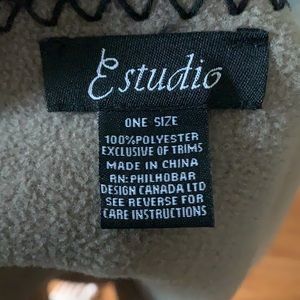 Estudio
ONE SIZE
100%POLYESTER
EXCLUSIVE OF TRIMS
MADE IN CHINA
RN: PHILHOBAR
DESIGN CANADA LTD
SEE REVERSE FOR
CARE INSTRUCTIONS